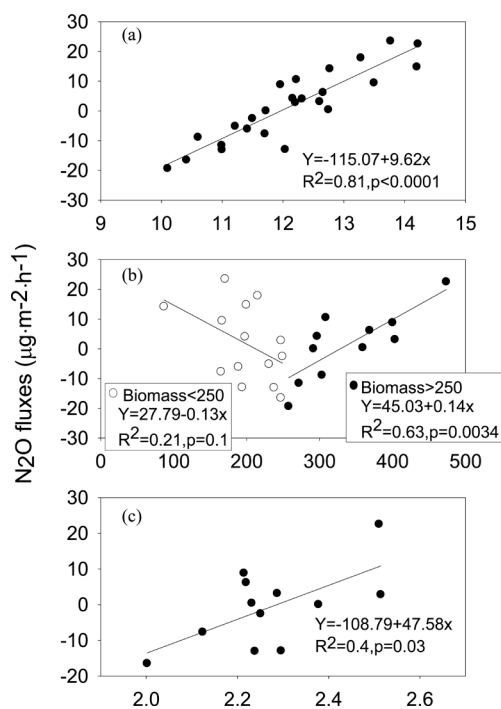 N2O fluxes (µg·m-2·h-1)
30
(a)
20
10
0
-10
Y=-115.07+9.62x
-20
R2=0.81,p<0.0001
-30
9 10 11 12 13 14 15
30
(b)
20
10
0
-10
Biomass<250
Biomass>250
Y=27.79-0.13x
Y=45.03+0.14x
-20
R2=0.21,p=0.1
R2=0.63,p=0.0034
-30
0 100 200 300 400 500
30
(c)
20
10
0
Y=-108.79+47.58x
R2=0.4,p=0.03
-10
-20
2.0 2.2 2.4 2.6